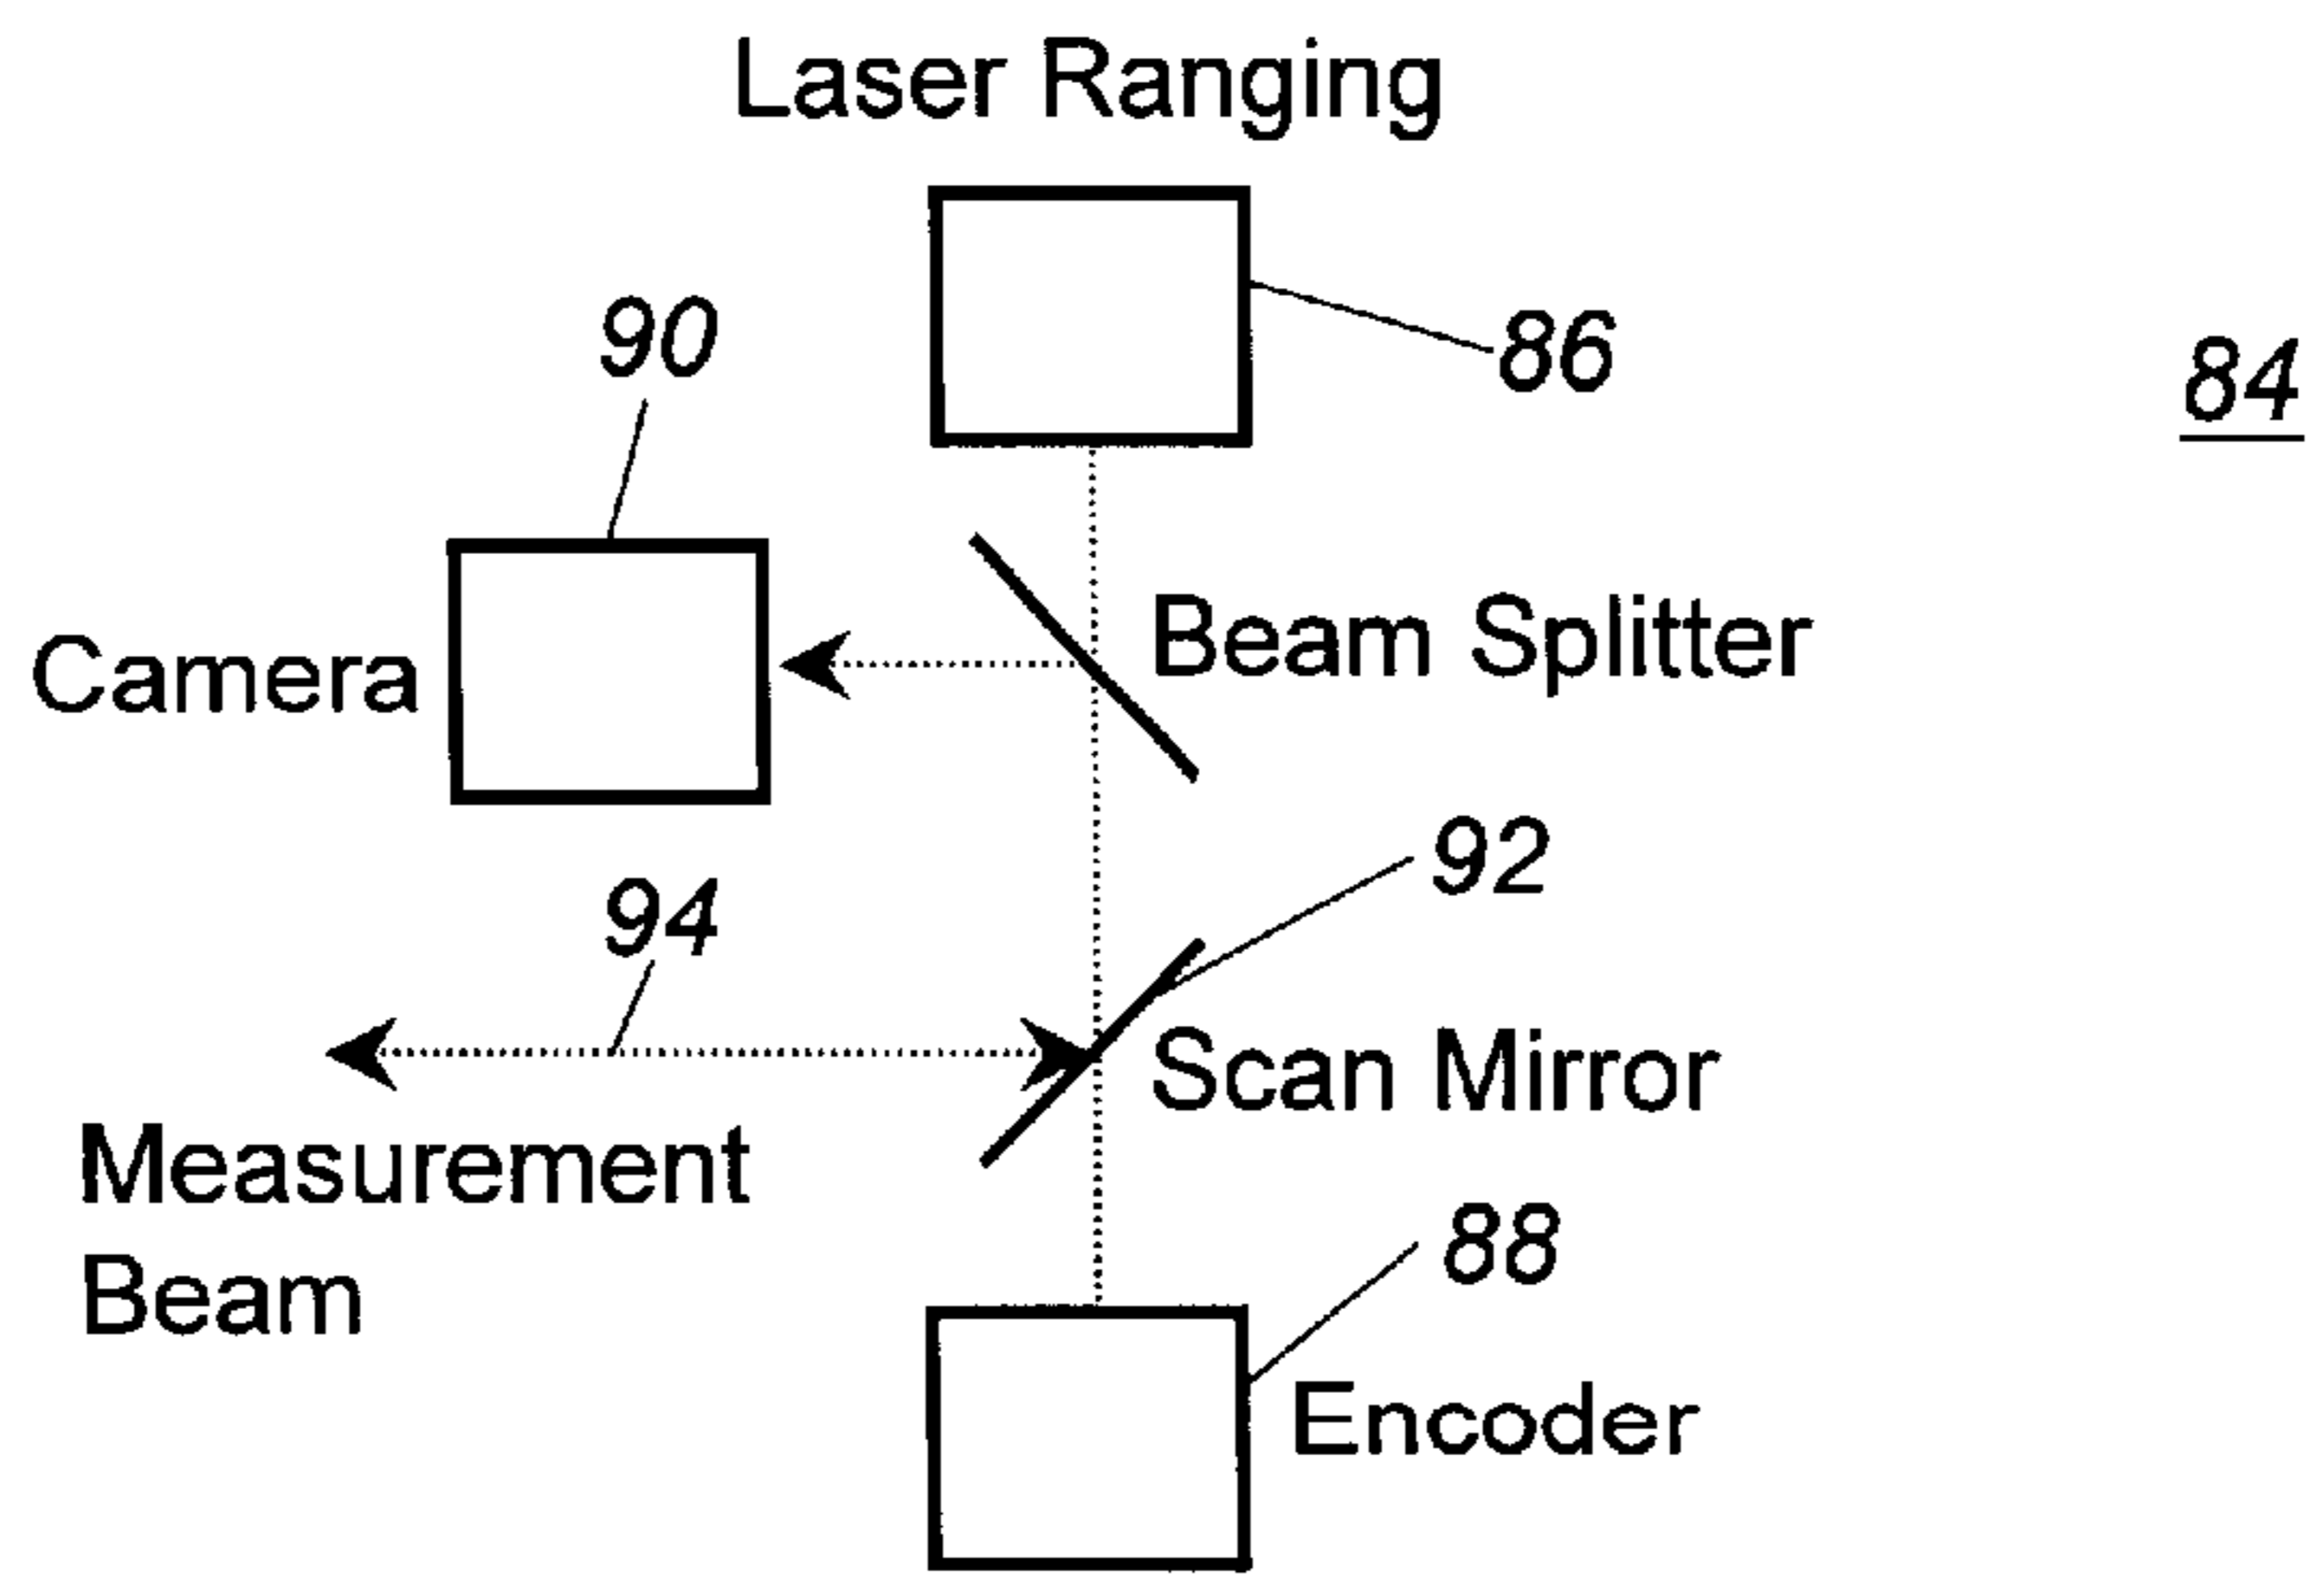 Laser Ranging
90
86
84
Camera
Beam Splitter
92
94
Scan Mirror
Measurement
Beam
88
Encoder